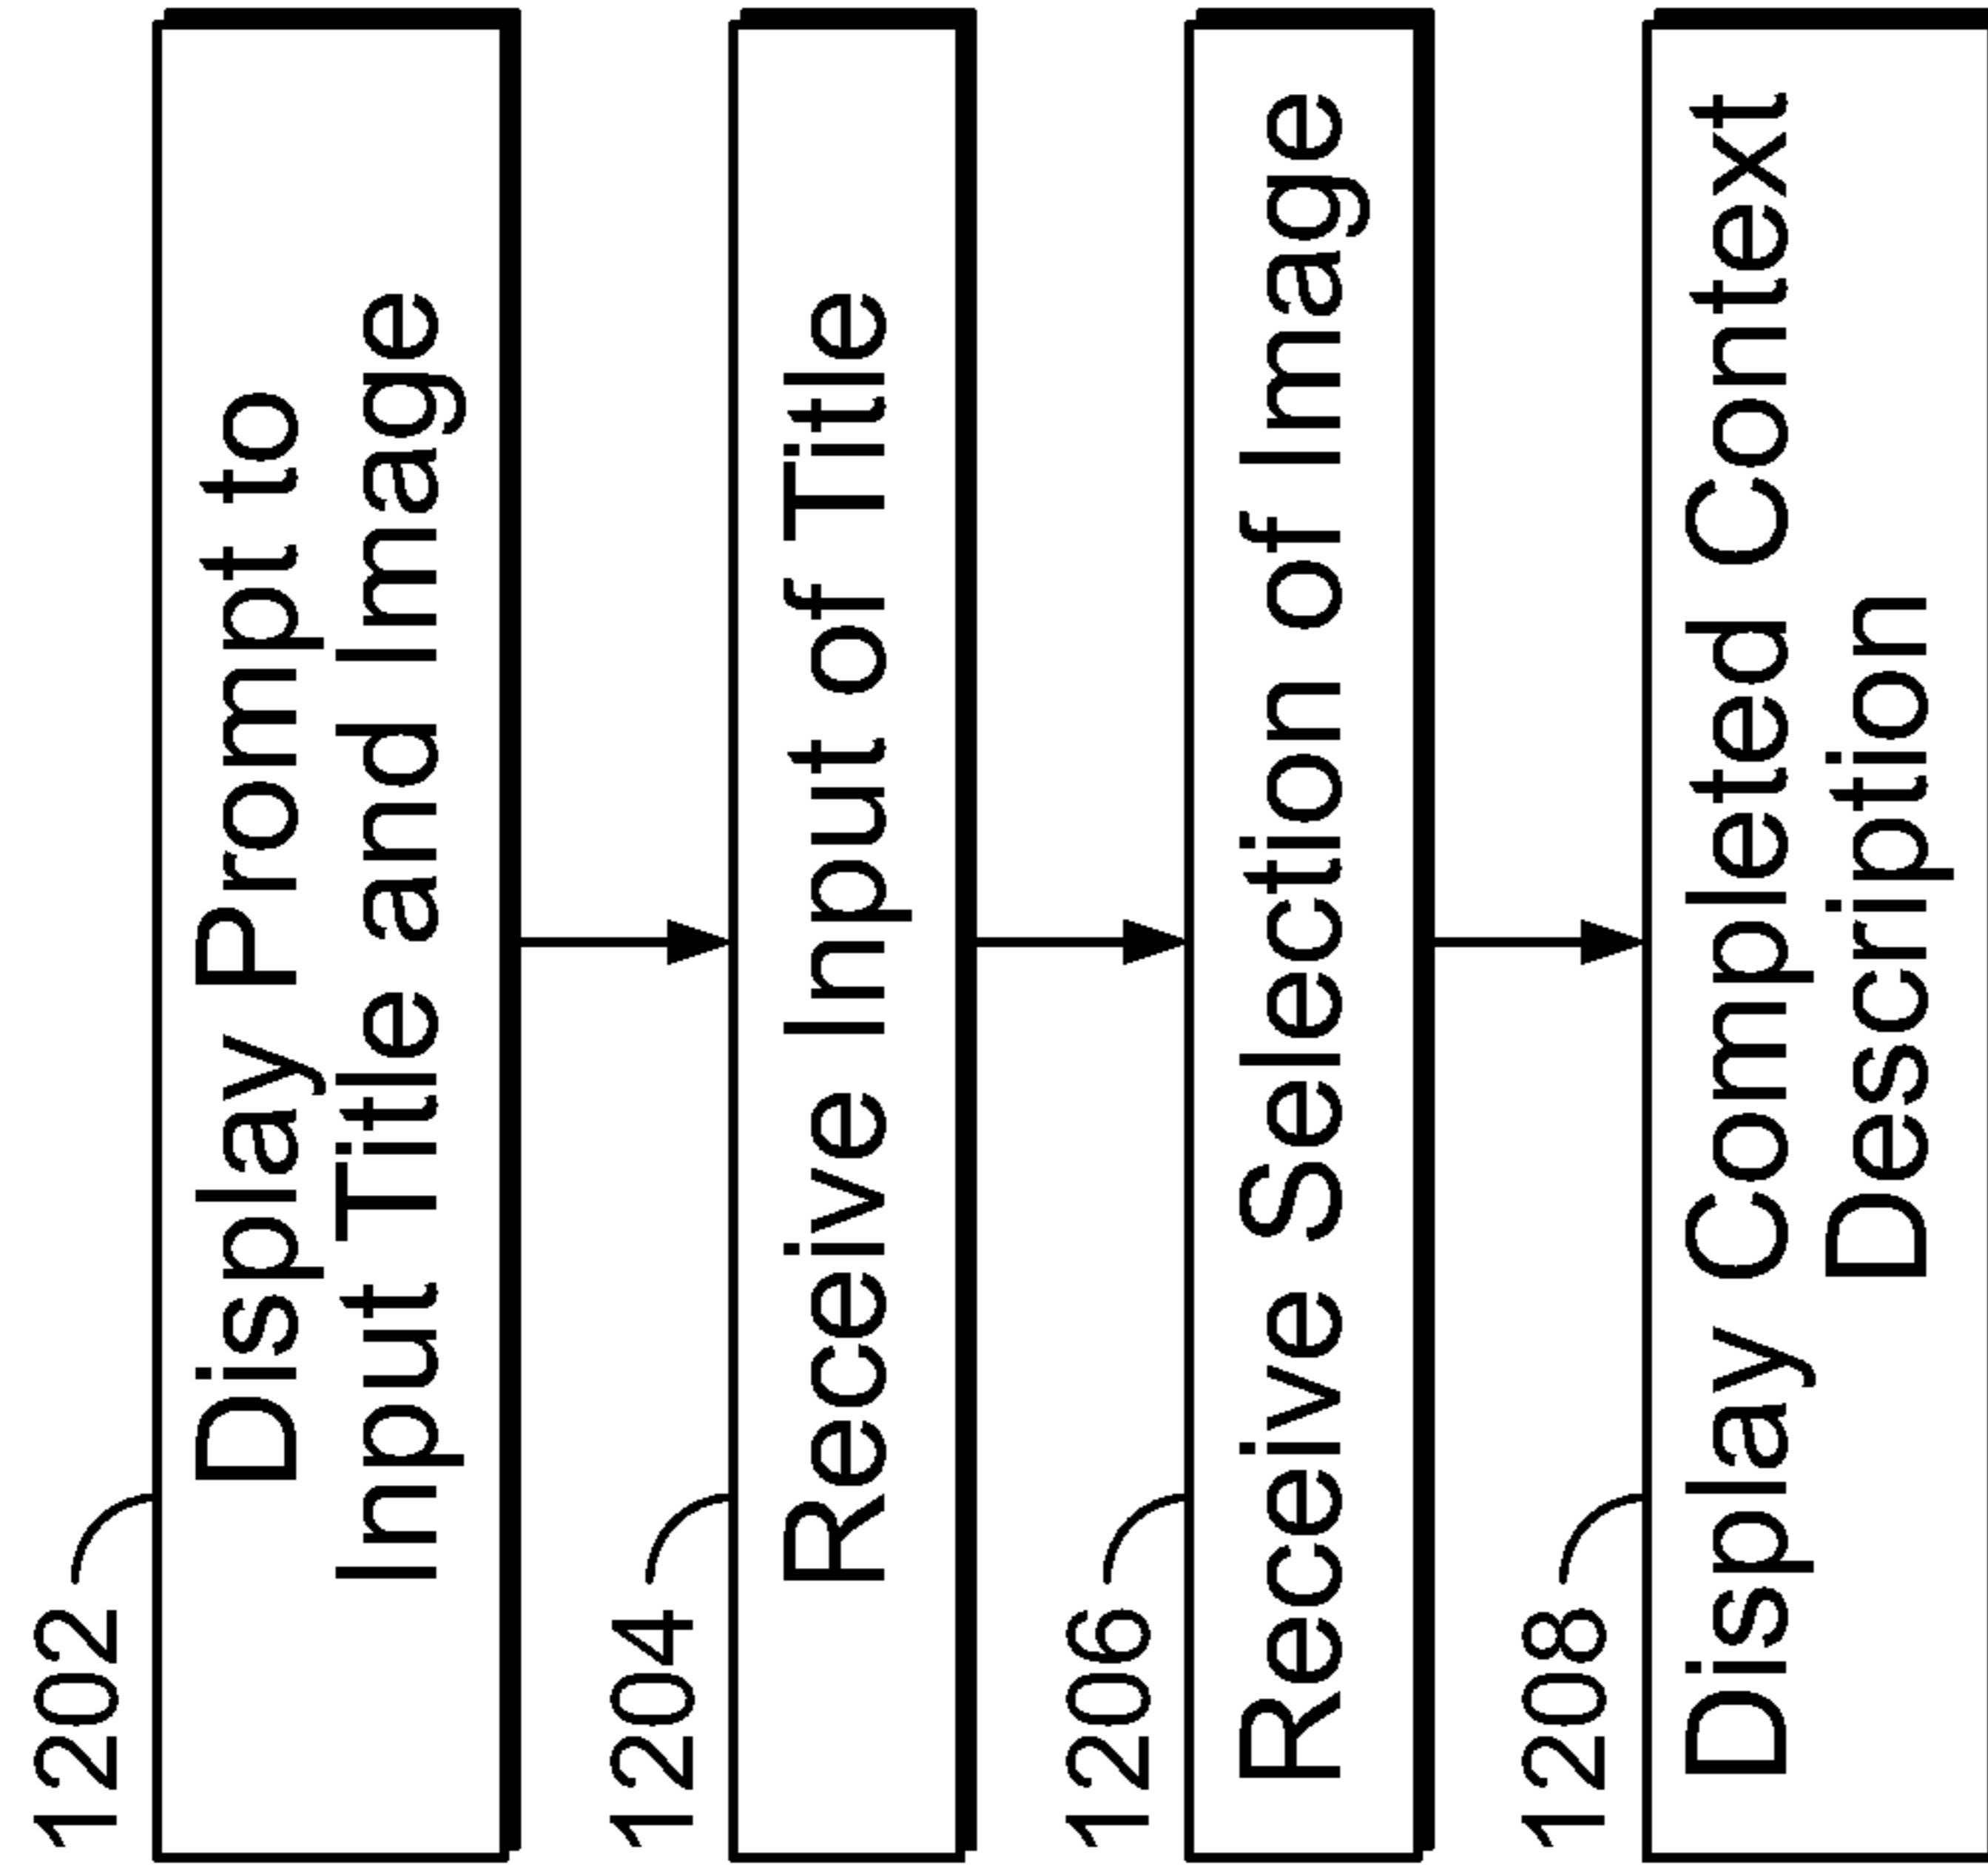 1202
Display Prompt to
Input Title and Image
1204
Receive Input of Title
1206
Receive Selection of Image
1208
Display Completed Context
Description